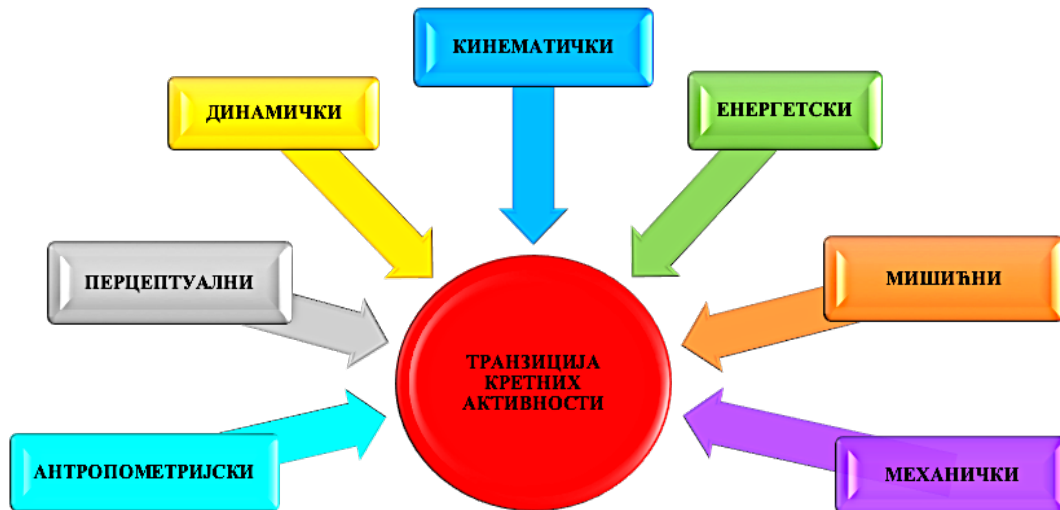 КИНЕМАТИЧКИ
ДИНАМИЧКИ
ЕНЕРГЕТСКИ
ПЕРЦЕПТУАЛНИ
МИШИЋНИ
ТРАНЗИЦИЈА
КРЕТНИХ
АКТИВНОСТИ
АНТРОПОМЕТРИЈСКИ
МЕХАНИЧКИ